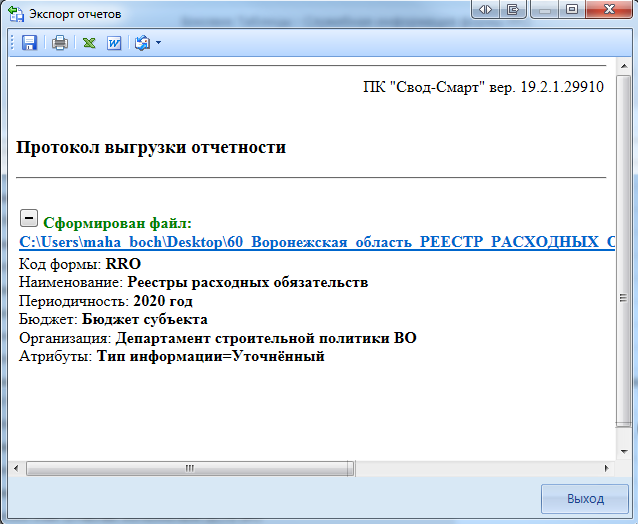 Экспорт отчетов
ПК "Свод-Смарт" вер. 19.2.1.29910
Протокол выгрузки отчетности
Сформирован файл:
C:\Users\maha_boch\Desktop\60_Воронежская_область_РЕЕСТР_РАСХОДНЫХ_О
Код формы: RRO
Наименование: Реестры расходных обязательств
Периодичность: 2020 год
Бюджет: Бюджет субъекта
Организация: Департамент строительной политики ВО
Атрибуты: Тип информации=Уточнённый
Выход